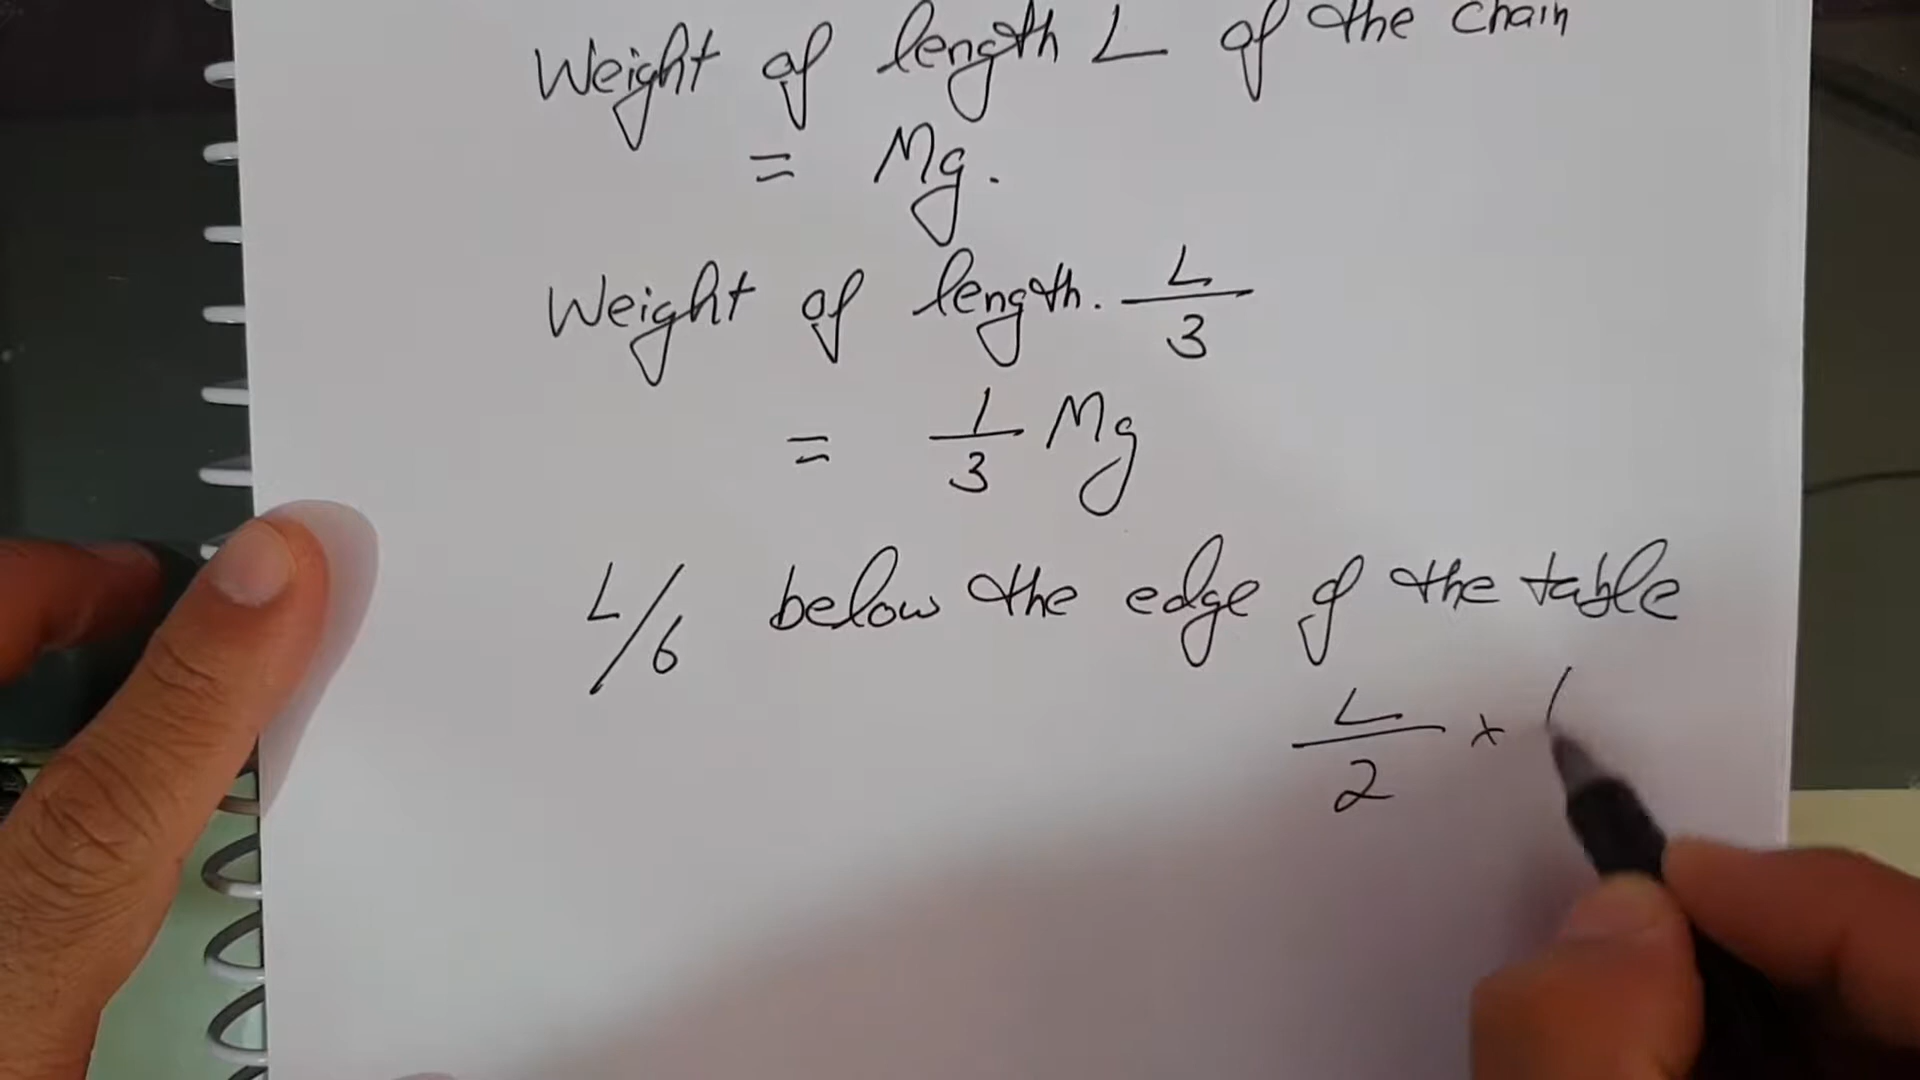 Weight of length L of the chain
= Mg.
Weight of length. L/3
= 1/3 Mg
L/6 below the edge of the table
L/2 × (